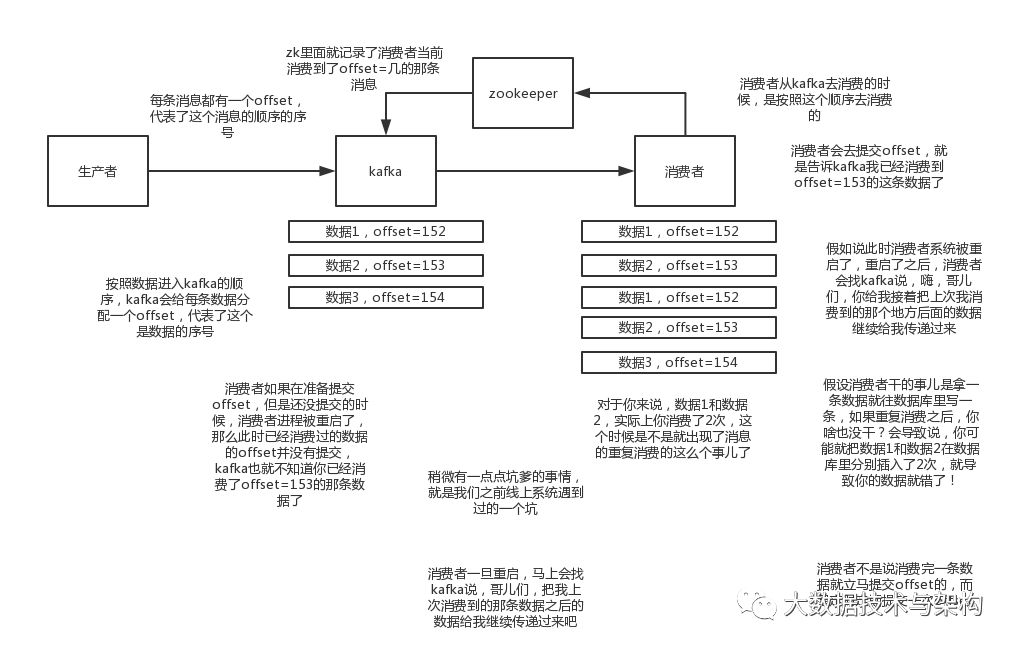 zk里面就记录了消费者当前
消费到了offset=几的那条
消息
zookeeper
消费者从kafka去消费的时
候，是按照这个顺序去消费
的
每条消息都有一个offset，
代表了这个消息的顺序的序
号
生产者
kafka
消费者
消费者会去提交offset，就
是告诉kafka我已经消费到
offset=153的这条数据了
数据1，offset=152
数据2，offset=153
数据3，offset=154
数据1，offset=152
数据2，offset=153
数据1，offset=152
数据2，offset=153
数据3，offset=154
假如说此时消费者系统被重
启了，重启了之后，消费者
会找kafka说，嗨，哥儿
们，你给我接着把上次我消
费到的那个地方后面的数据
继续给我传递过来
按照数据进入kafka的顺
序，kafka会给每条数据分
配一个offset，代表了这个
是数据的序号
消费者如果在准备提交
offset，但是还没提交的时
候，消费者进程被重启了，
那么此时已经消费过的数据
的offset并没有提交，
kafka也就不知道你已经消
费了offset=153的那条数
据了
对于你来说，数据1和数据
2，实际上你消费了2次，这
个时候是不是就出现了消息
的重复消费的这么个事儿了
假设消费者干的事儿是拿一
条数据就往数据库里写一
条，如果重复消费之后，你
啥也没干？会导致说，你可
能就把数据1和数据2在数据
库里分别插入了2次，就导
致你的数据就错了！
稍微有一点点坑爹的事情，
就是我们之前线上系统遇到
过的一个坑
消费者一旦重启，马上会找
kafka说，哥儿们，把我上
次消费到的那条数据之后的
数据给我继续传递过来吧
消费者不是说消费完一条数
据就立马提交offset的，而
大数据技术与架构